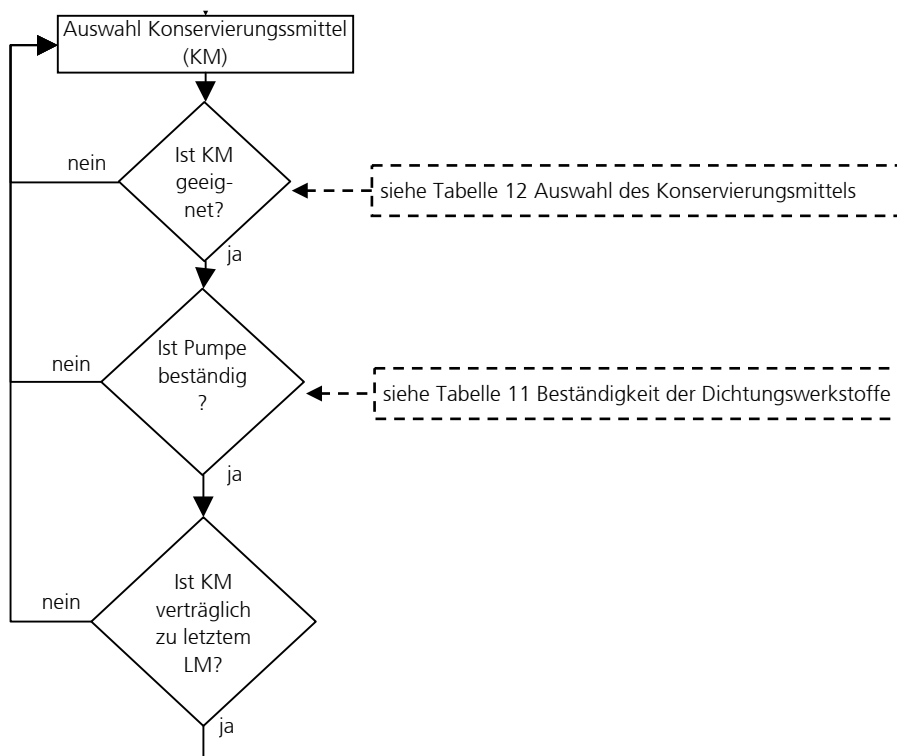 Auswahl Konservierungssmittel
(KM)
nein
Ist KM
geeig-
net?
siehe Tabelle 12 Auswahl des Konservierungsmittels
ja
nein
Ist Pumpe
beständig
?
siehe Tabelle 11 Beständigkeit der Dichtungswerkstoffe
ja
nein
Ist KM
verträglich
zu letztem
LM?
ja